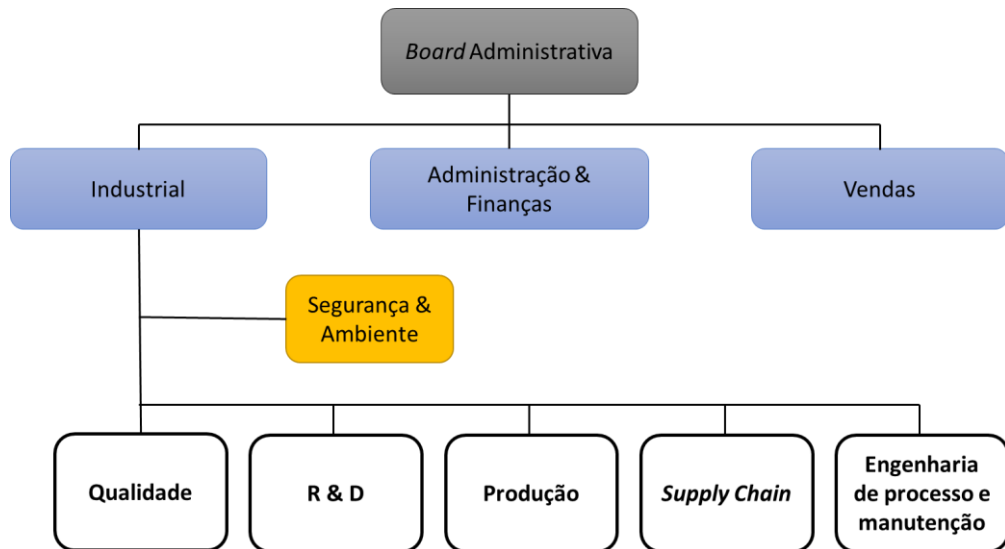 Board Administrativa
Industrial
Administração &
Finanças
Vendas
Segurança &
Ambiente
Qualidade
R & D
Produção
Supply Chain
Engenharia
de processo e
manutenção